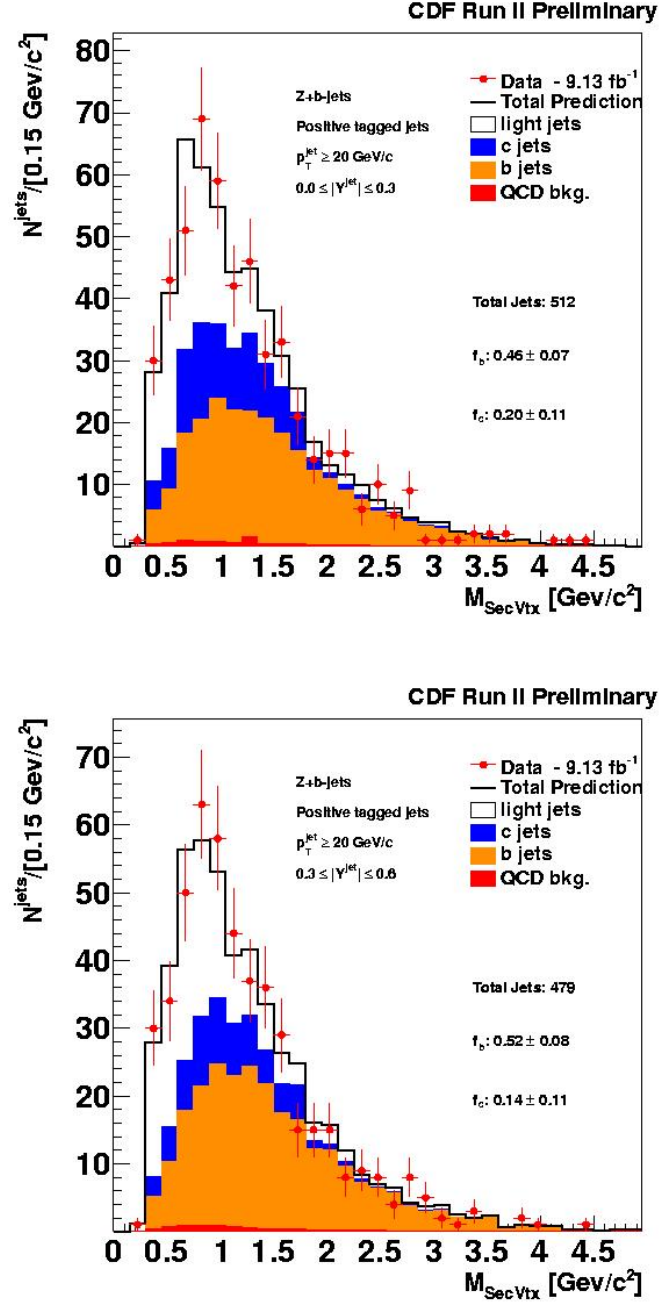 CDF Run II Preliminary
N^jets/[0.15 Gev/c²]
80
70
60
50
40
30
20
10
Z+b-jets
Positive tagged jets
p_T^jet ≥ 20 GeV/c
0.0 ≤ |Y^jet| ≤ 0.3
Data - 9.13 fb⁻¹
Total Prediction
light jets
c jets
b jets
QCD bkg.
Total Jets: 512
f_b: 0.46 ± 0.07
f_c: 0.20 ± 0.11
0 0.5 1 1.5 2 2.5 3 3.5 4 4.5
M_SecVtx [Gev/c²]
CDF Run II Preliminary
N^jets/[0.15 Gev/c²]
70
60
50
40
30
20
10
Z+b-jets
Positive tagged jets
p_T^jet ≥ 20 GeV/c
0.3 ≤ |Y^jet| ≤ 0.6
Data - 9.13 fb⁻¹
Total Prediction
light jets
c jets
b jets
QCD bkg.
Total Jets: 479
f_b: 0.52 ± 0.08
f_c: 0.14 ± 0.11
0 0.5 1 1.5 2 2.5 3 3.5 4 4.5
M_SecVtx [Gev/c²]